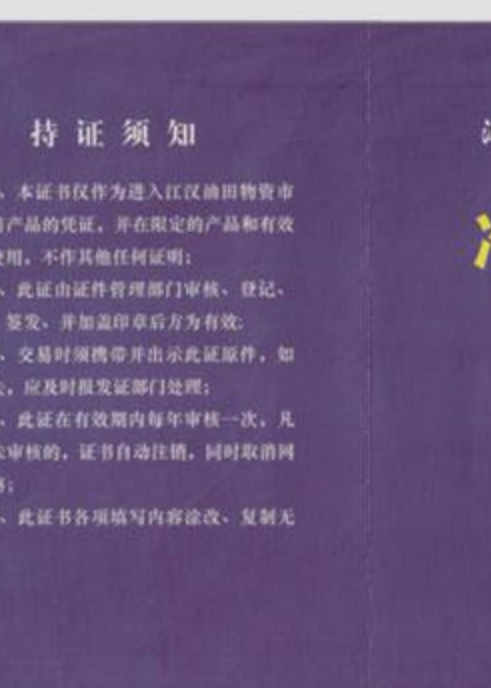 持证须知
、本证书仅作为进入江汉油田物资市
产品的凭证，并在限定的产品和有效
使用，不作其他任何证明；
、此证由证件管理部门审核、登记、
签发、并加盖印章后方为有效；
、交易时须携带并出示此证原件，如
，应及时报发证部门处理；
、此证在有效期内每年审核一次，凡
未审核的，证书自动注销，同时取消网
；
、此证书各项填写内容涂改、复制无